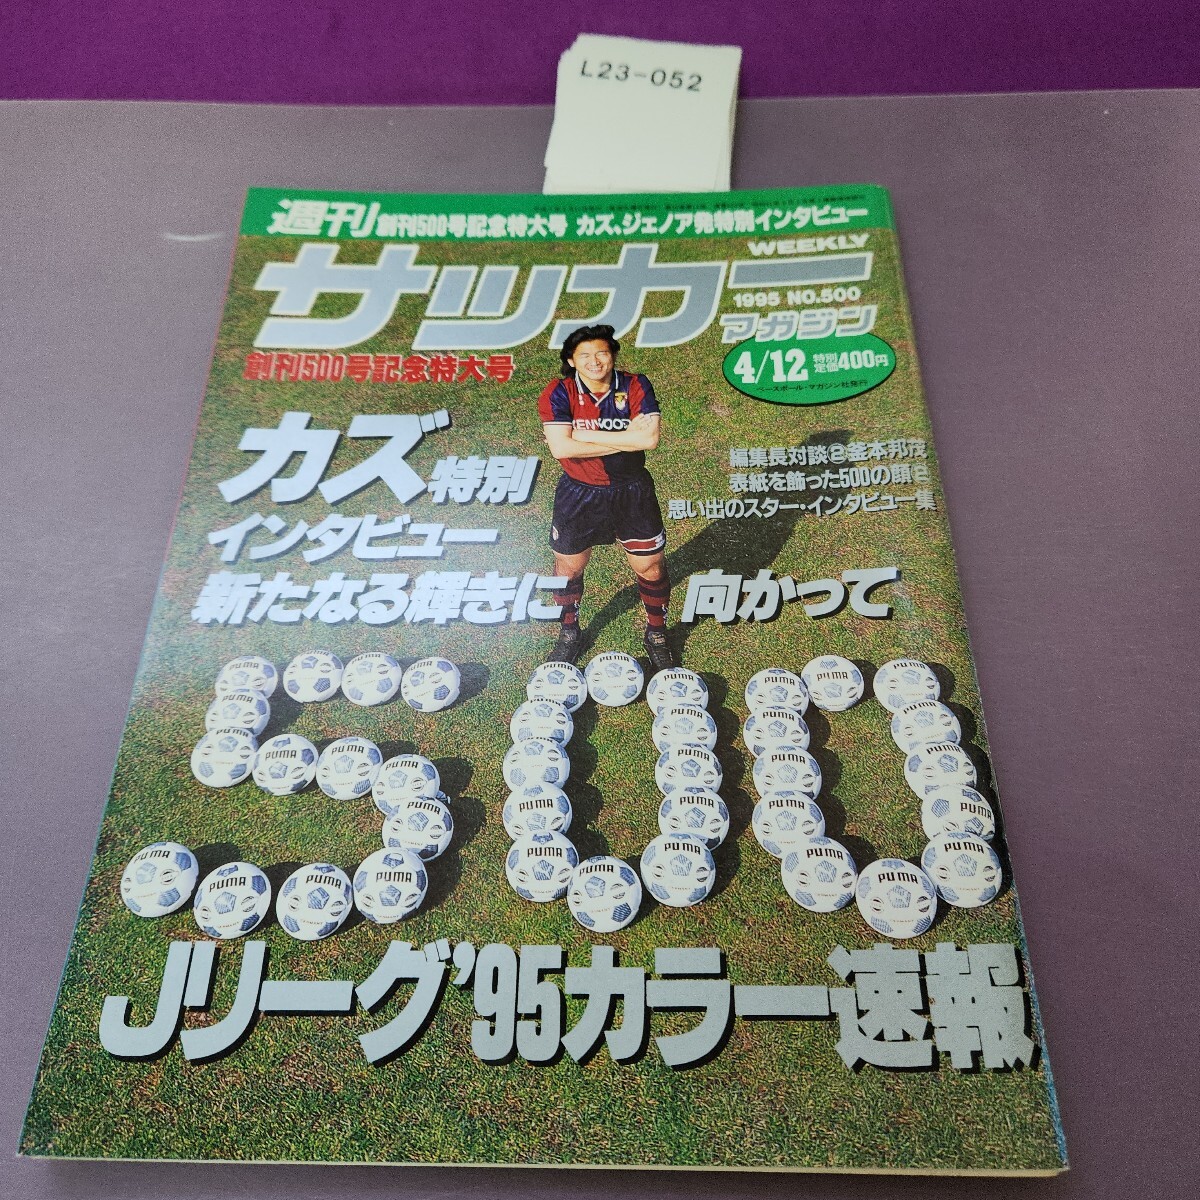 L23-052
週刊 創刊500号記念特大号 カズ、ジェノア発特別インタビュー
サッカー
WEEKLY
1995 NO.500
マガジン
4/12 特別定価400円
ベースボール・マガジン社発行
創刊500号記念特大号
KENWOOD
カズ特別
インタビュー
新たなる輝きに 向かって
編集長対談②釜本邦茂
表紙を飾った500の顔
思い出のスター・インタビュー集
PUMA
Jリーグ'95カラー速報